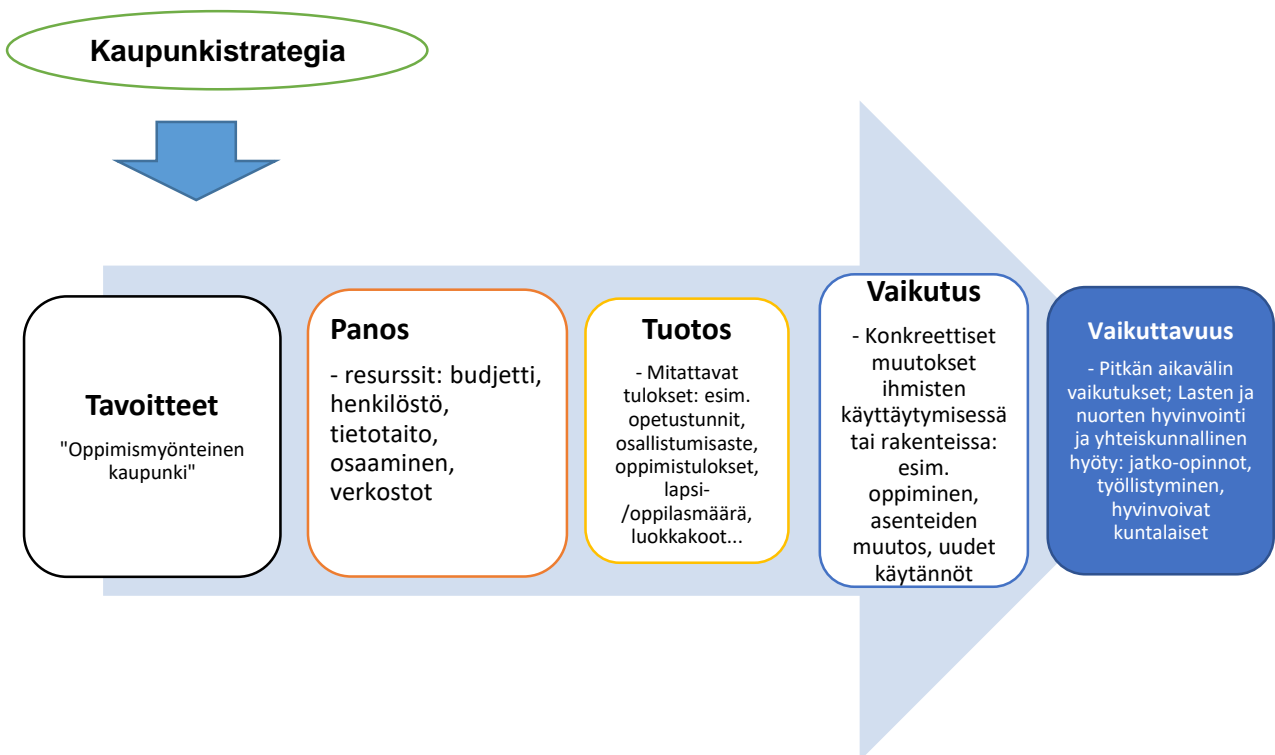 Kaupunkistrategia
Tavoitteet
"Oppimismyönteinen
kaupunki"
Panos
- resurssit: budjetti,
henkilöstö,
tietotaito,
osaaminen,
verkostot
Tuotos
- Mitattavat
tulokset: esim.
opetustunnit,
osallistumisaste,
oppimistulokset,
lapsi-
/oppilasmäärä,
luokkakoot...
Vaikutus
- Konkreettiset
muutokset
ihmisten
käyttäytymisessä
tai rakenteissa:
esim.
oppiminen,
asenteiden
muutos, uudet
käytännöt
Vaikuttavuus
- Pitkän aikavälin
vaikutukset; Lasten ja
nuorten hyvinvointi
ja yhteiskunnallinen
hyöty: jatko-opinnot,
työllistyminen,
hyvinvoivat
kuntalaiset